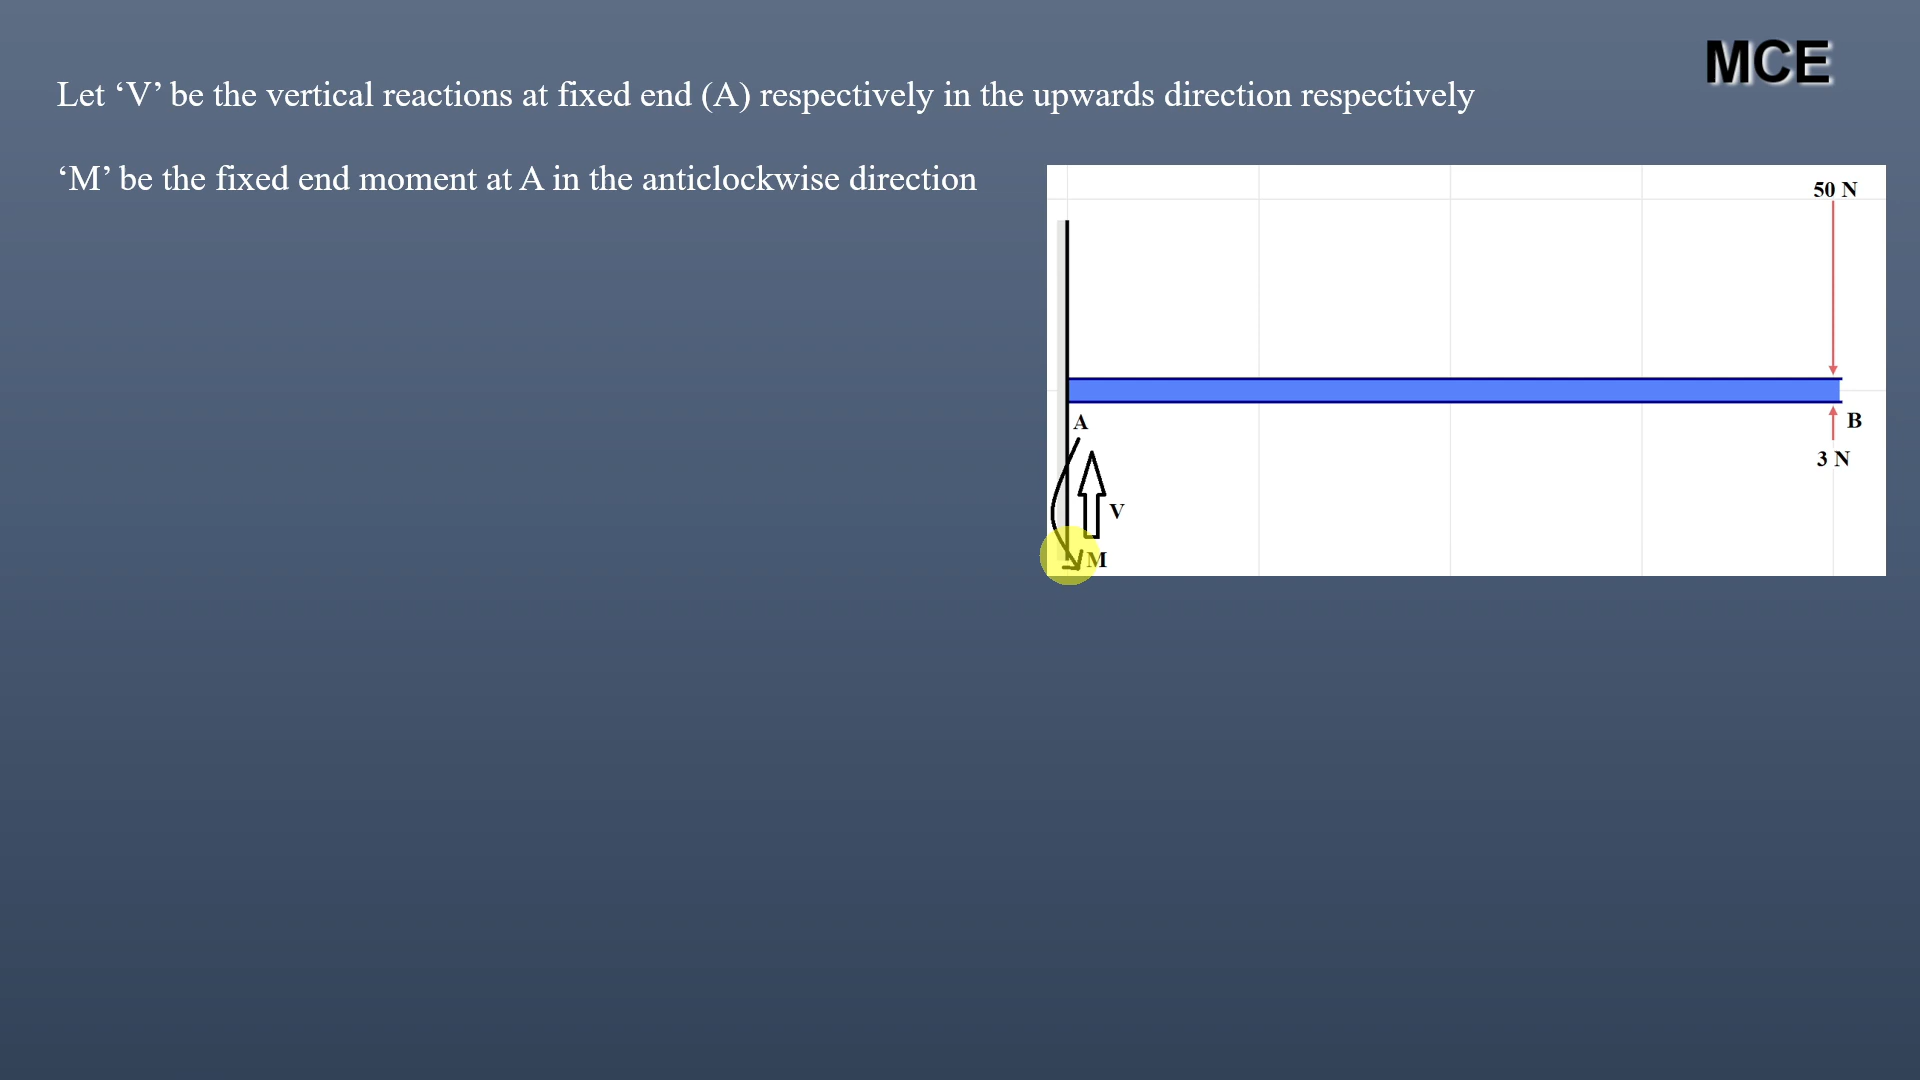 MCE
Let ‘V’ be the vertical reactions at fixed end (A) respectively in the upwards direction respectively
‘M’ be the fixed end moment at A in the anticlockwise direction
50 N
A
B
3 N
V
M